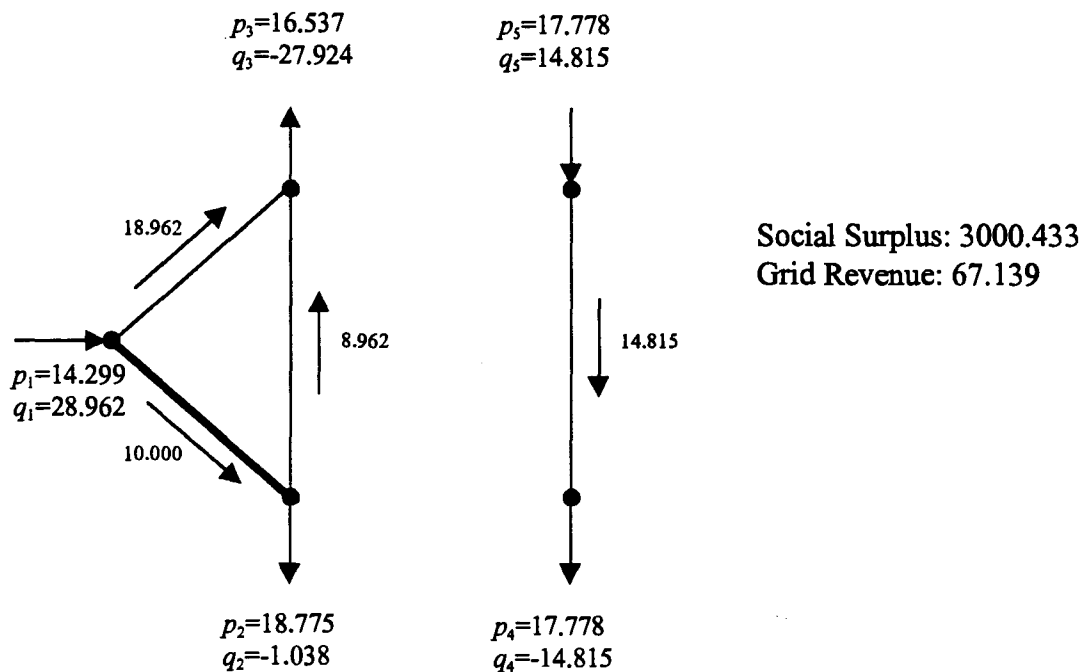 p₃=16.537
q₃=-27.924
p₅=17.778
q₅=14.815
18.962
8.962
14.815
Social Surplus: 3000.433
Grid Revenue: 67.139
p₁=14.299
q₁=28.962
10.000
p₂=18.775
q₂=-1.038
p₄=17.778
q₄=-14.815